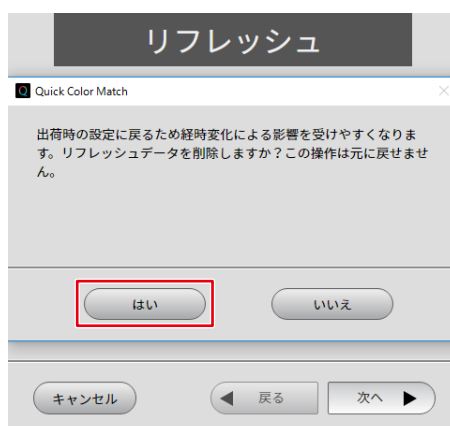 リフレッシュ
Quick Color Match
出荷時の設定に戻るため経時変化による影響を受けやすくなりま
す。リフレッシュデータを削除しますか？この操作は元に戻せませ
ん。
はい いいえ
キャンセル 戻る 次へ